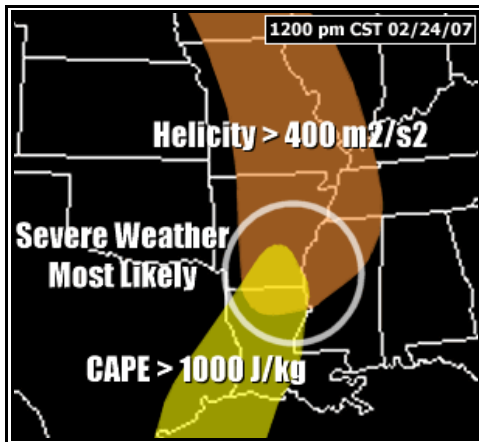 1200 pm CST 02/24/07
Helicity > 400 m2/s2
Severe Weather
Most Likely
CAPE > 1000 J/kg